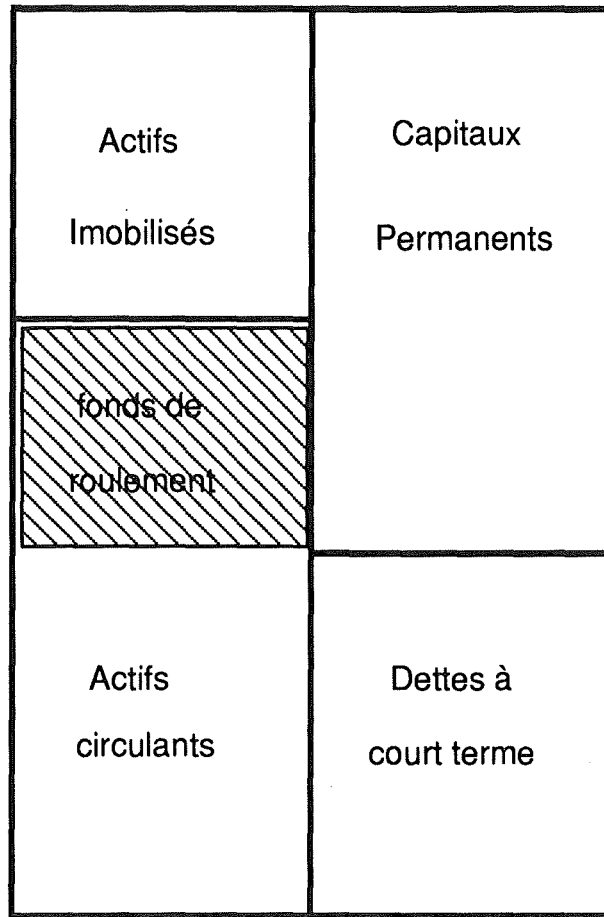 Actifs
Imobilisés
fonds de
roulement
Actifs
circulants
Capitaux
Permanents
Dettes à
court terme